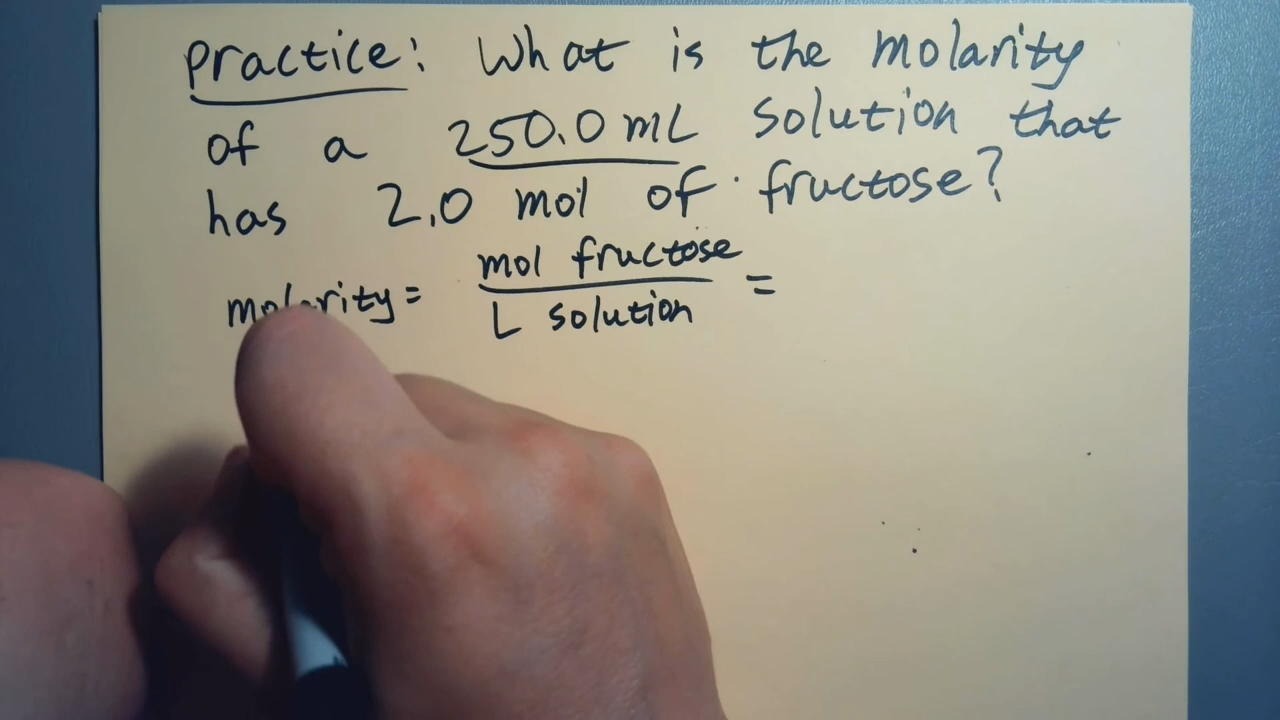 practice: What is the molarity
of a 250.0 mL solution that
has 2.0 mol of fructose?
molarity = mol fructose / L solution =